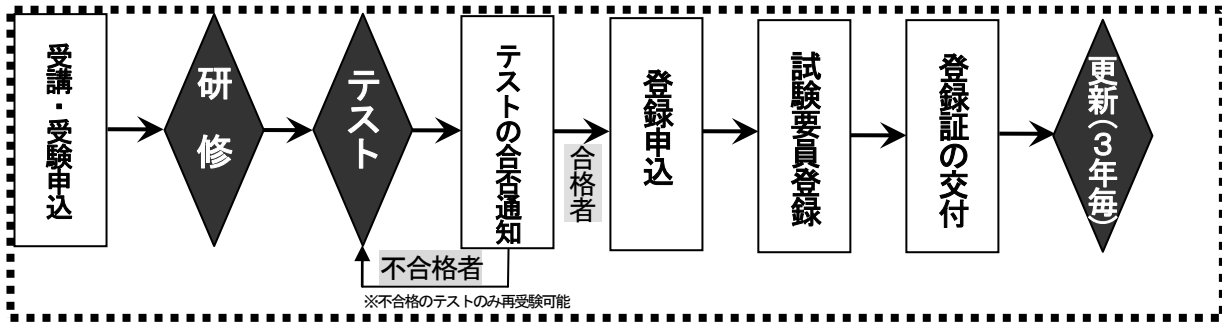 受講・受験申込
研修
テスト
テストの合否通知
合格者
登録申込
試験要員登録
登録証の交付
更新(3年毎)
不合格者
※不合格のテストのみ再受験可能